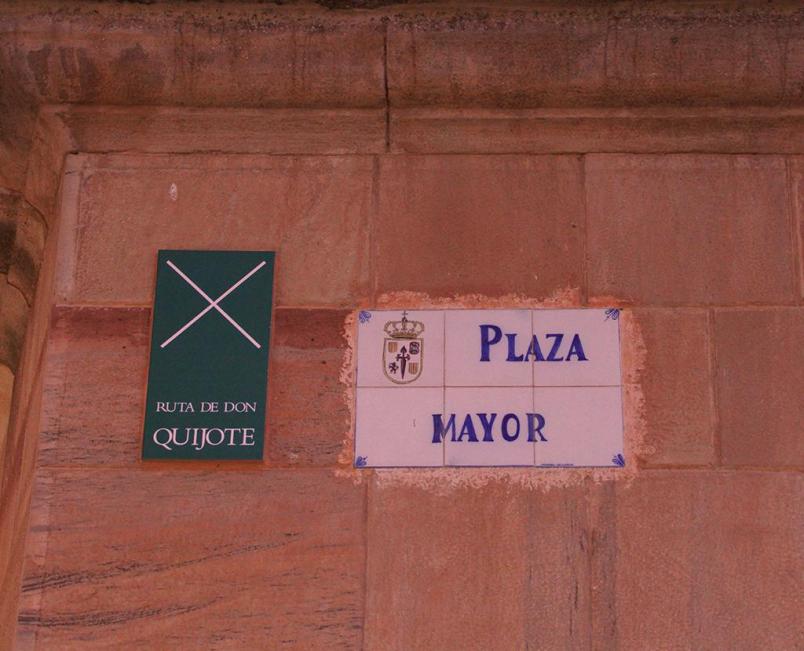 RUTA DE DON
QUIJOTE
PLAZA
MAYOR